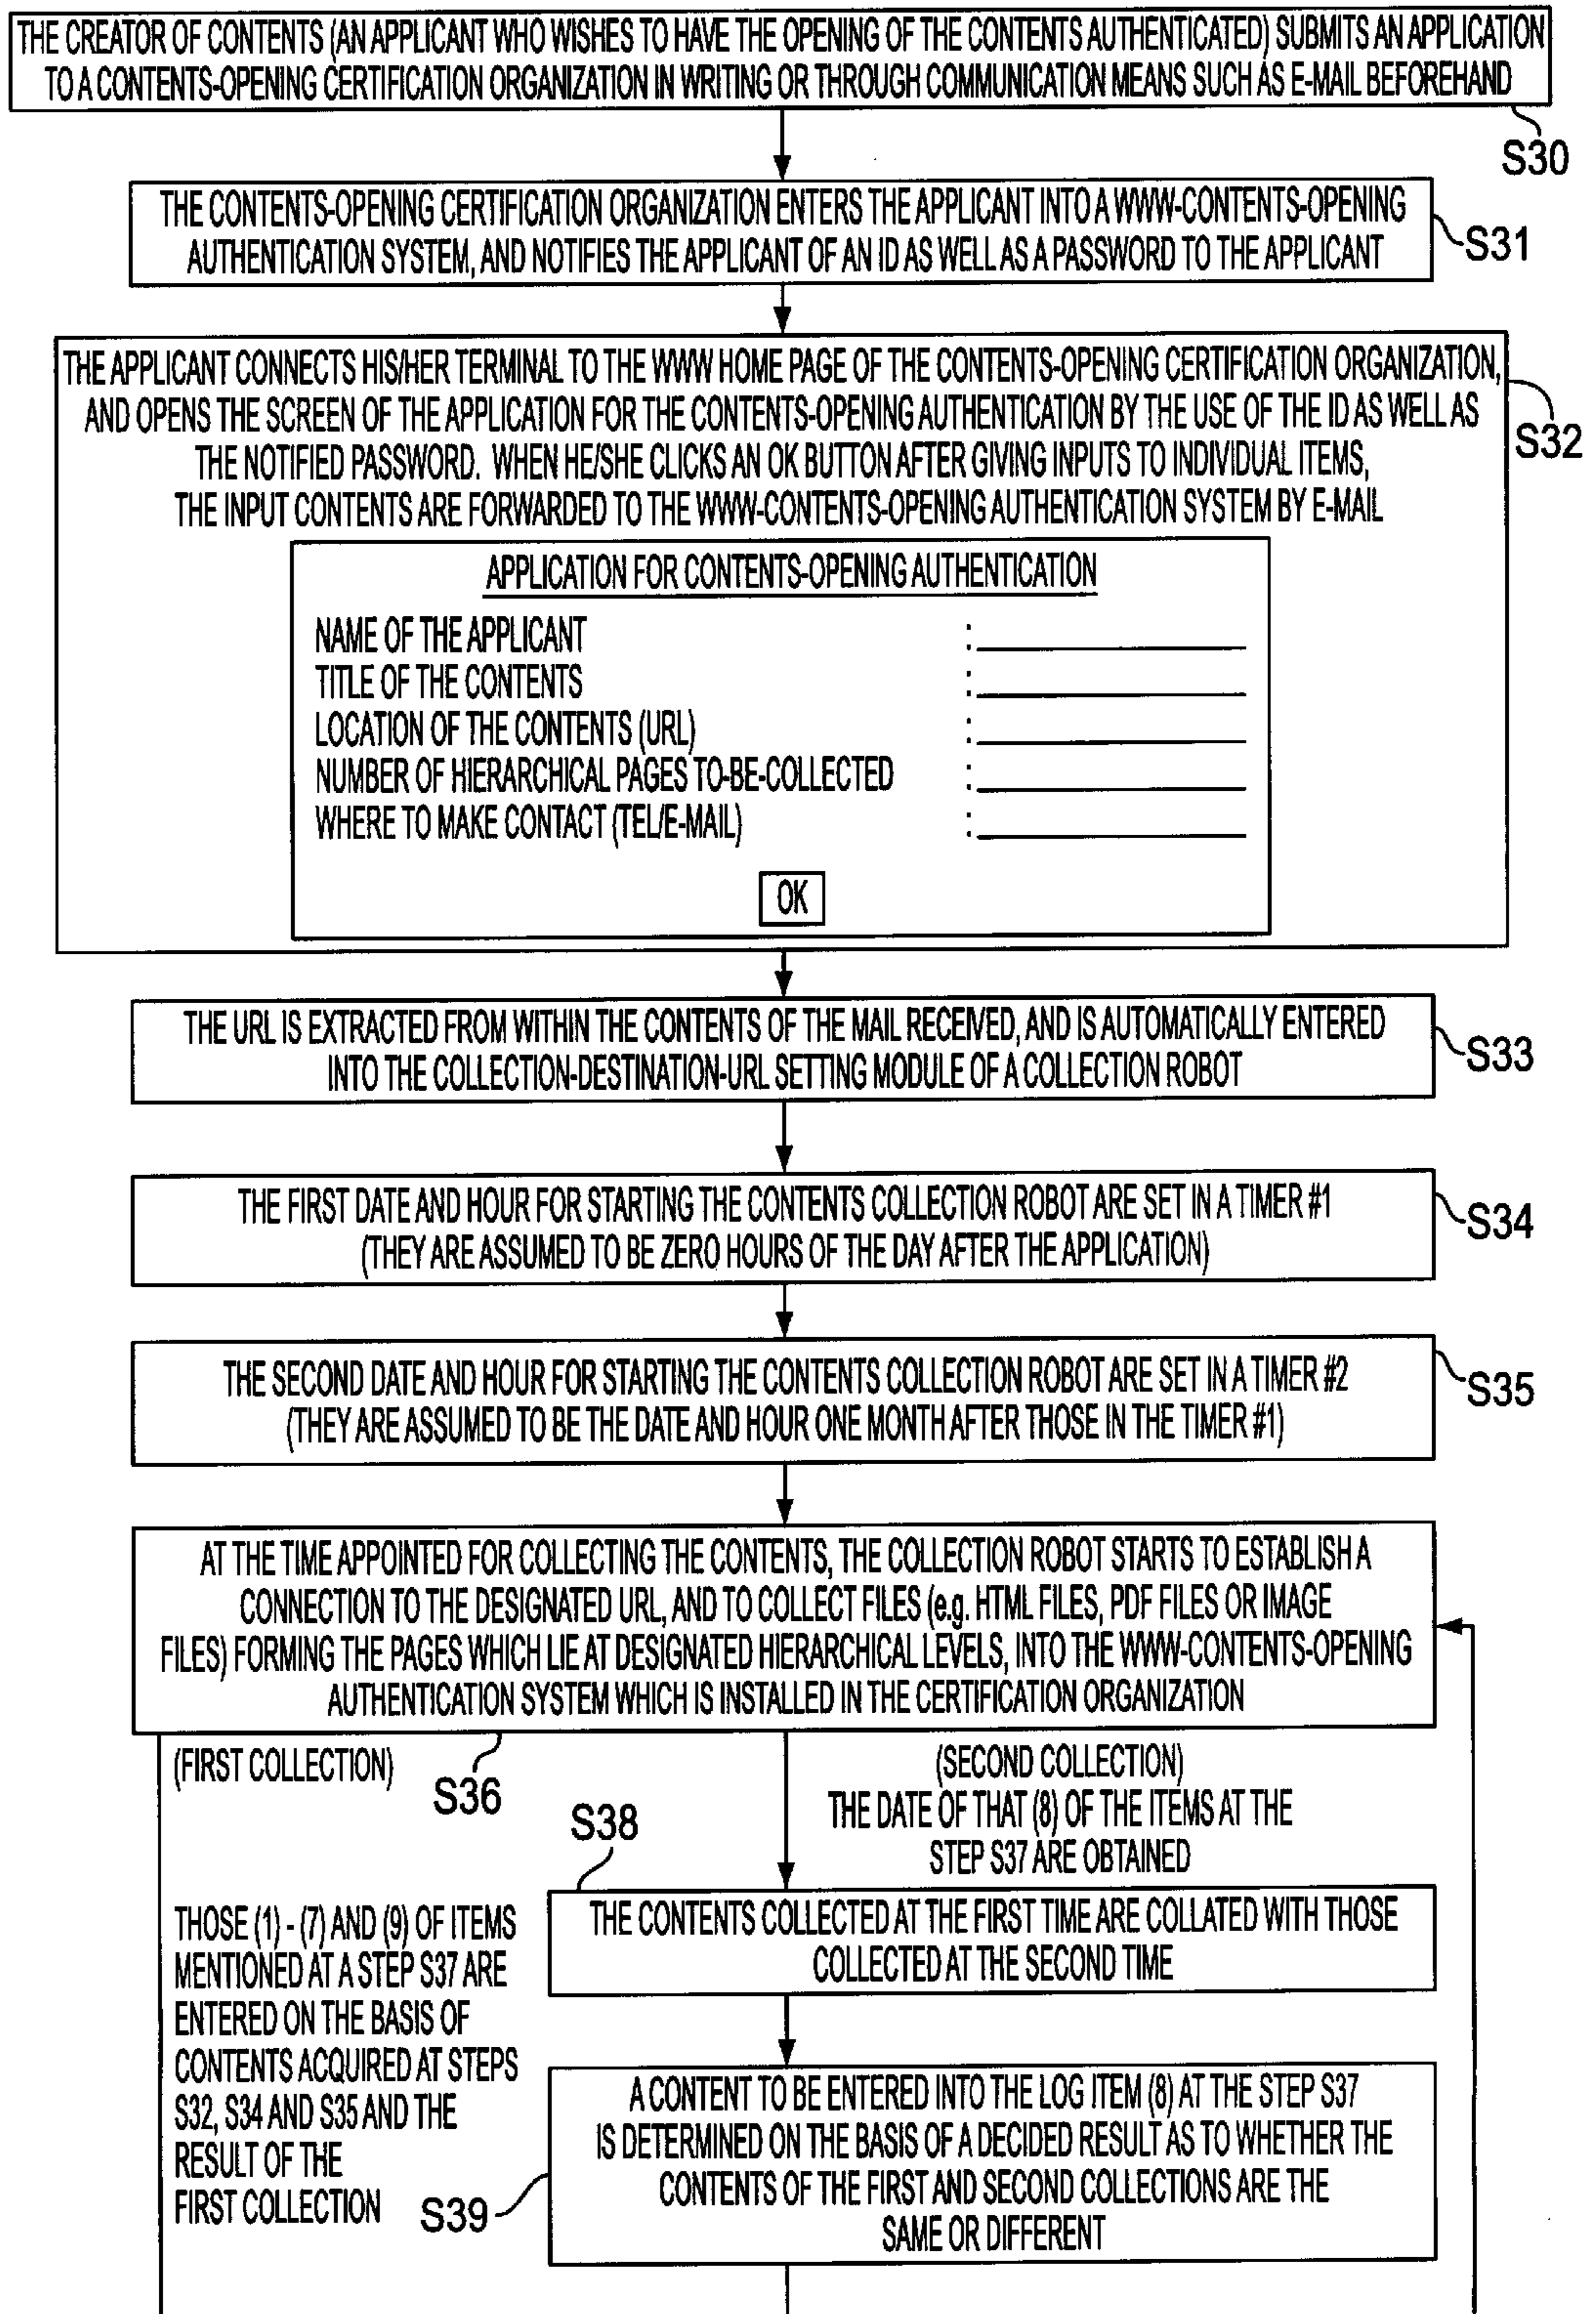 THE CREATOR OF CONTENTS (AN APPLICANT WHO WISHES TO HAVE THE OPENING OF THE CONTENTS AUTHENTICATED) SUBMITS AN APPLICATION
TO A CONTENTS-OPENING CERTIFICATION ORGANIZATION IN WRITING OR THROUGH COMMUNICATION MEANS SUCH AS E-MAIL BEFOREHAND
S30
THE CONTENTS-OPENING CERTIFICATION ORGANIZATION ENTERS THE APPLICANT INTO A WWW-CONTENTS-OPENING
AUTHENTICATION SYSTEM, AND NOTIFIES THE APPLICANT OF AN ID AS WELL AS A PASSWORD TO THE APPLICANT
S31
THE APPLICANT CONNECTS HIS/HER TERMINAL TO THE WWW HOME PAGE OF THE CONTENTS-OPENING CERTIFICATION ORGANIZATION,
AND OPENS THE SCREEN OF THE APPLICATION FOR THE CONTENTS-OPENING AUTHENTICATION BY THE USE OF THE ID AS WELL AS
THE NOTIFIED PASSWORD. WHEN HE/SHE CLICKS AN OK BUTTON AFTER GIVING INPUTS TO INDIVIDUAL ITEMS,
THE INPUT CONTENTS ARE FORWARDED TO THE WWW-CONTENTS-OPENING AUTHENTICATION SYSTEM BY E-MAIL
S32
APPLICATION FOR CONTENTS-OPENING AUTHENTICATION
NAME OF THE APPLICANT :
TITLE OF THE CONTENTS :
LOCATION OF THE CONTENTS (URL) :
NUMBER OF HIERARCHICAL PAGES TO-BE-COLLECTED :
WHERE TO MAKE CONTACT (TEL/E-MAIL) :
OK
THE URL IS EXTRACTED FROM WITHIN THE CONTENTS OF THE MAIL RECEIVED, AND IS AUTOMATICALLY ENTERED
INTO THE COLLECTION-DESTINATION-URL SETTING MODULE OF A COLLECTION ROBOT
S33
THE FIRST DATE AND HOUR FOR STARTING THE CONTENTS COLLECTION ROBOT ARE SET IN A TIMER #1
(THEY ARE ASSUMED TO BE ZERO HOURS OF THE DAY AFTER THE APPLICATION)
S34
THE SECOND DATE AND HOUR FOR STARTING THE CONTENTS COLLECTION ROBOT ARE SET IN A TIMER #2
(THEY ARE ASSUMED TO BE THE DATE AND HOUR ONE MONTH AFTER THOSE IN THE TIMER #1)
S35
AT THE TIME APPOINTED FOR COLLECTING THE CONTENTS, THE COLLECTION ROBOT STARTS TO ESTABLISH A
CONNECTION TO THE DESIGNATED URL, AND TO COLLECT FILES (e.g. HTML FILES, PDF FILES OR IMAGE
FILES) FORMING THE PAGES WHICH LIE AT DESIGNATED HIERARCHICAL LEVELS, INTO THE WWW-CONTENTS-OPENING
AUTHENTICATION SYSTEM WHICH IS INSTALLED IN THE CERTIFICATION ORGANIZATION
S36
(FIRST COLLECTION)
THOSE (1) - (7) AND (9) OF ITEMS
MENTIONED AT A STEP S37 ARE
ENTERED ON THE BASIS OF
CONTENTS ACQUIRED AT STEPS
S32, S34 AND S35 AND THE
RESULT OF THE
FIRST COLLECTION
(SECOND COLLECTION)
THE DATE OF THAT (8) OF THE ITEMS AT THE
STEP S37 ARE OBTAINED
S38
THE CONTENTS COLLECTED AT THE FIRST TIME ARE COLLATED WITH THOSE
COLLECTED AT THE SECOND TIME
A CONTENT TO BE ENTERED INTO THE LOG ITEM (8) AT THE STEP S37
IS DETERMINED ON THE BASIS OF A DECIDED RESULT AS TO WHETHER THE
CONTENTS OF THE FIRST AND SECOND COLLECTIONS ARE THE
SAME OR DIFFERENT
S39